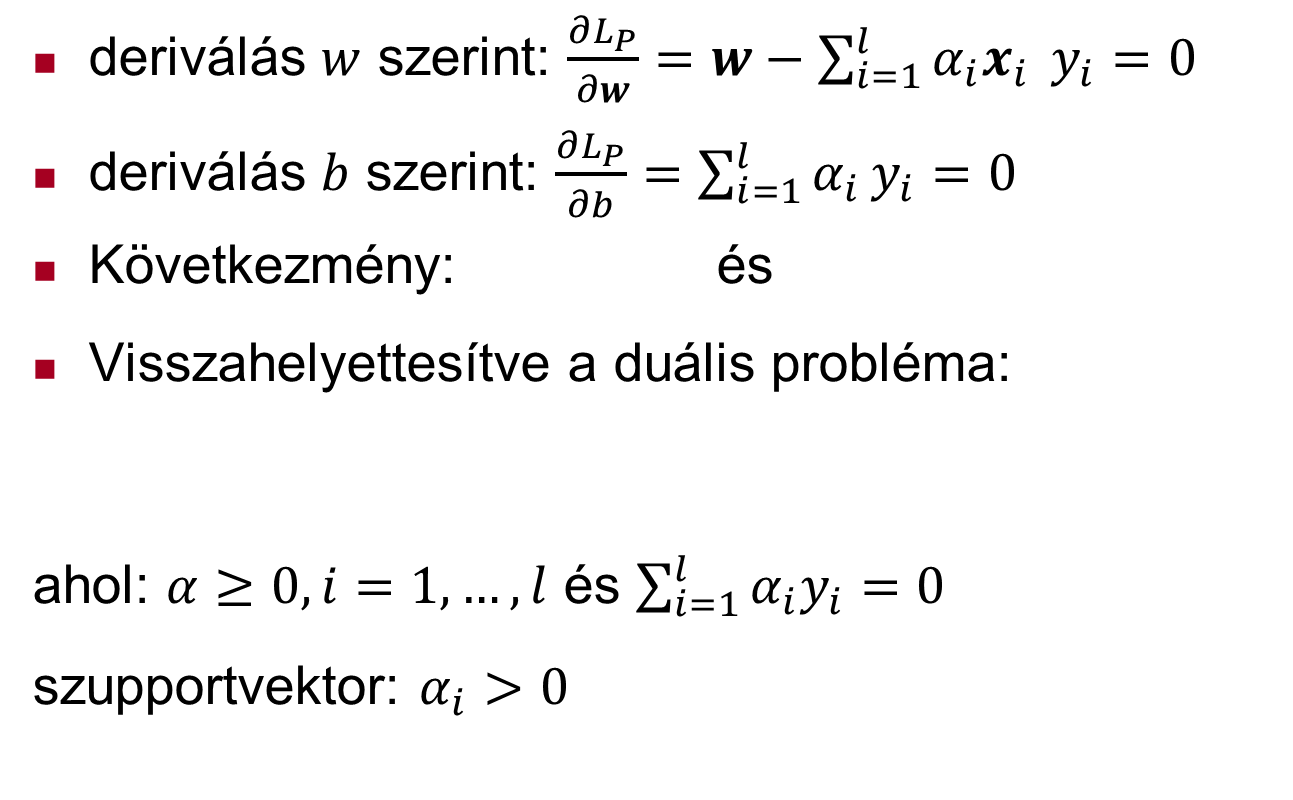 ▪ deriválás w szerint: ∂L_P/∂w = w − ∑_{i=1}^{l} α_i x_i y_i = 0
▪ deriválás b szerint: ∂L_P/∂b = ∑_{i=1}^{l} α_i y_i = 0
▪ Következmény: és
▪ Visszahelyettesítve a duális probléma:
ahol: α ≥ 0, i = 1, … , l és ∑_{i=1}^{l} α_i y_i = 0
szupportvektor: α_i > 0